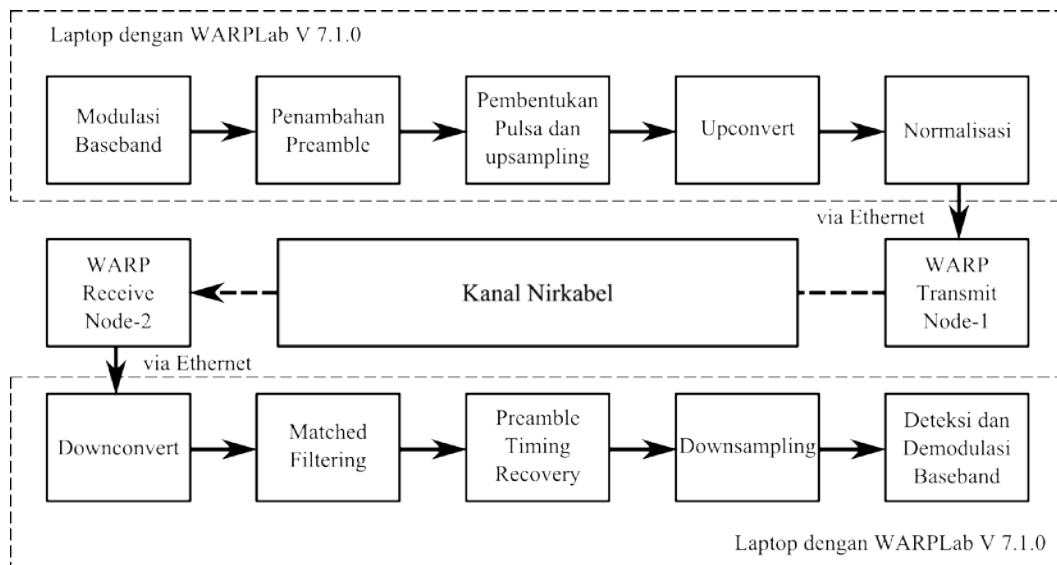 Laptop dengan WARPLab V 7.1.0
Modulasi
Baseband
Penambahan
Preamble
Pembentukan
Pulsa dan
upsampling
Upconvert
Normalisasi
via Ethernet
WARP
Receive
Node-2
Kanal Nirkabel
WARP
Transmit
Node-1
via Ethernet
Downconvert
Matched
Filtering
Preamble
Timing
Recovery
Downsampling
Deteksi dan
Demodulasi
Baseband
Laptop dengan WARPLab V 7.1.0